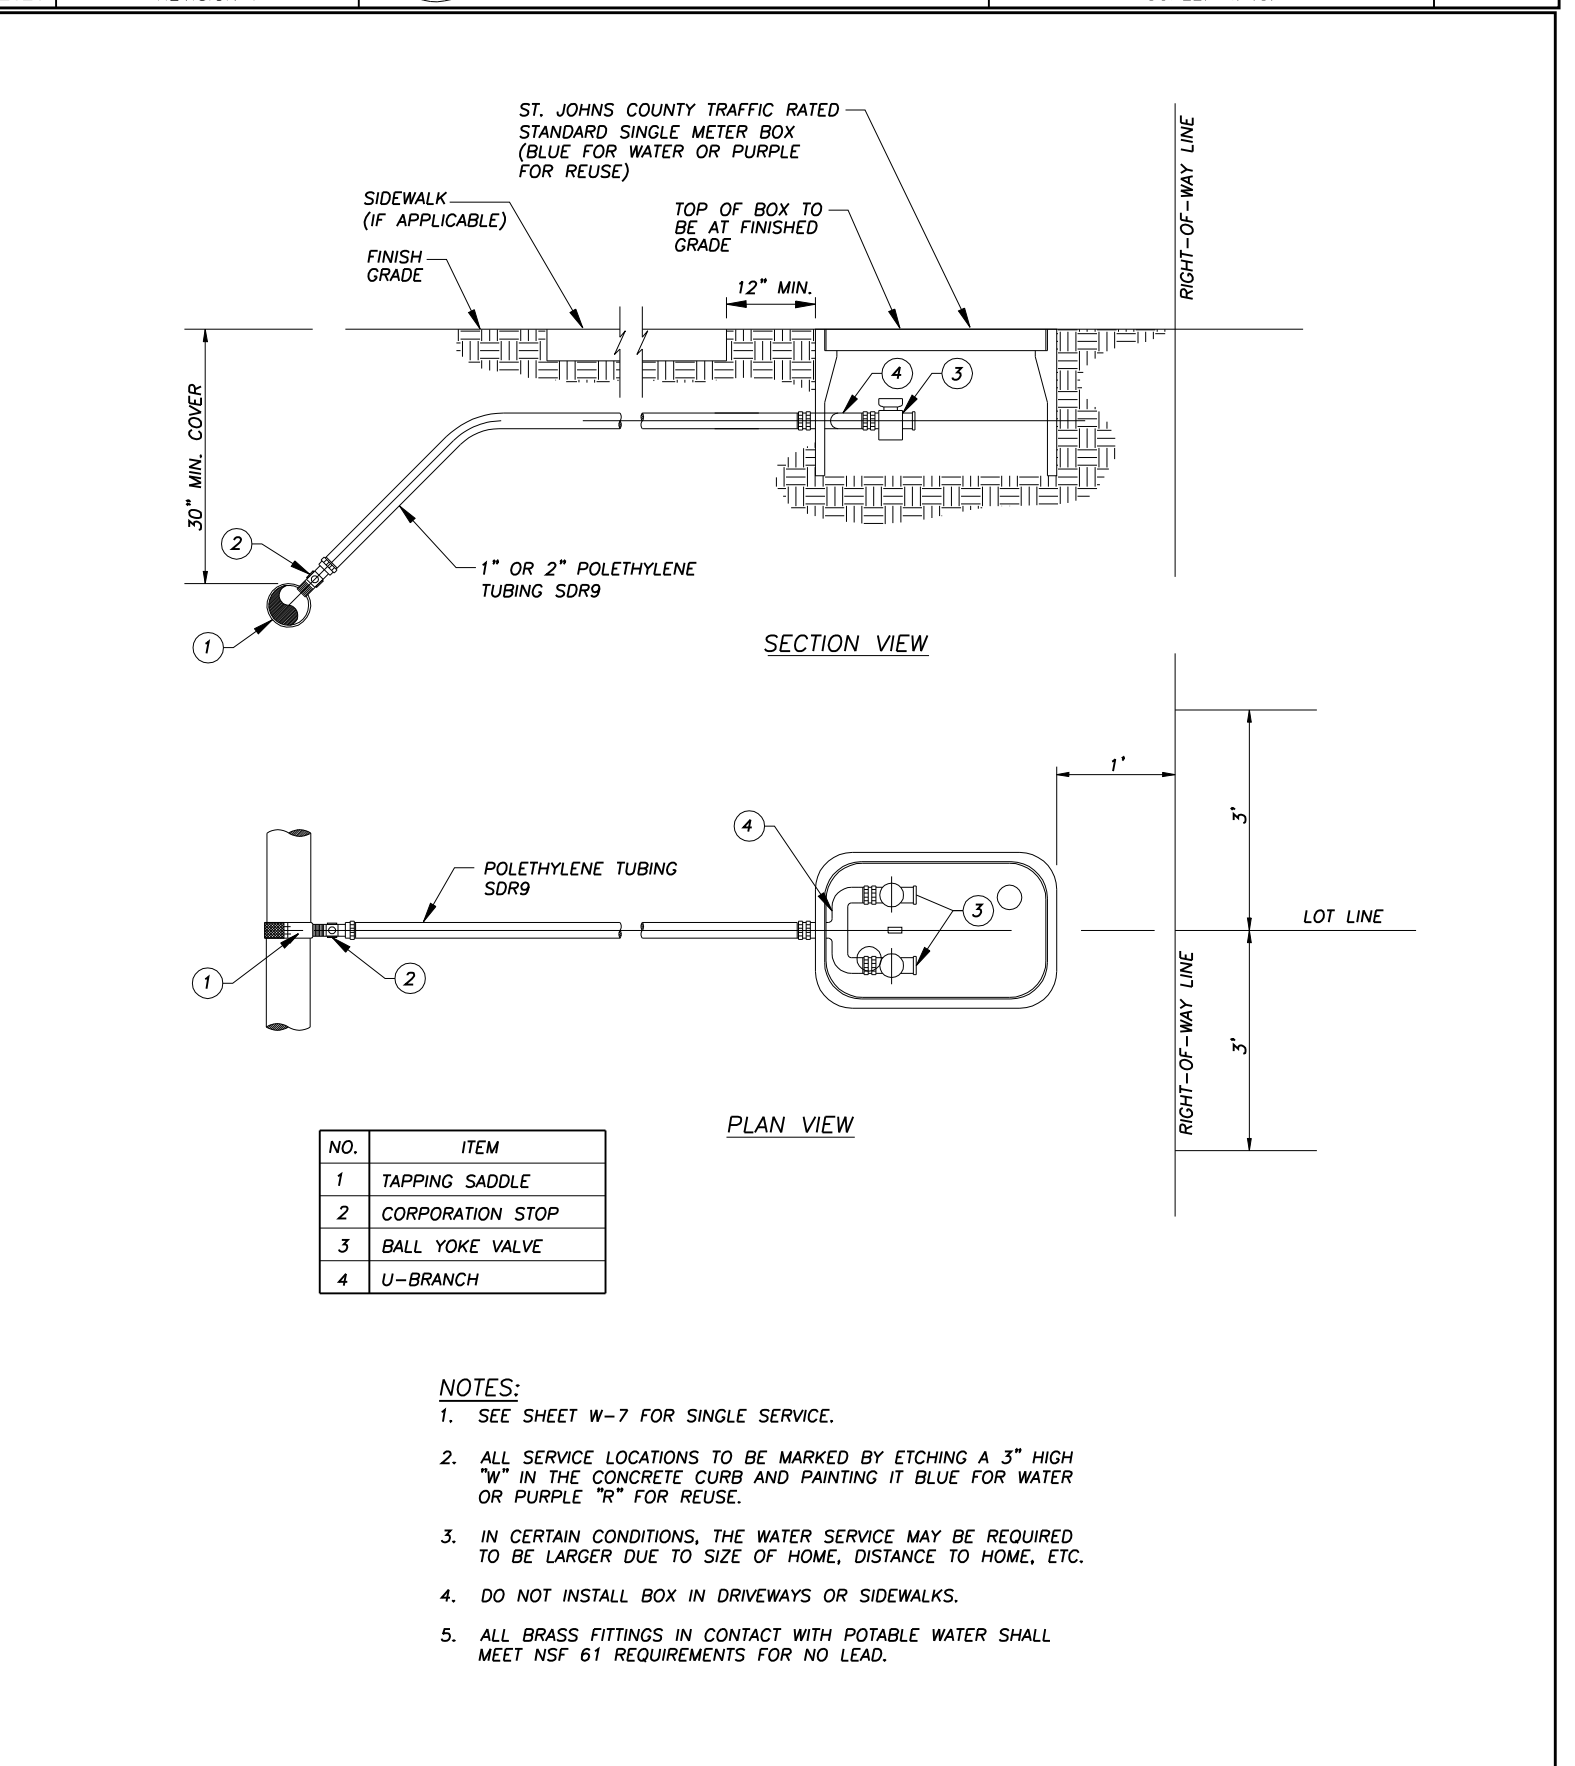 ST. JOHNS COUNTY TRAFFIC RATED
STANDARD SINGLE METER BOX
(BLUE FOR WATER OR PURPLE
FOR REUSE)
SIDEWALK
(IF APPLICABLE)
TOP OF BOX TO
BE AT FINISHED
GRADE
FINISH
GRADE
12" MIN.
RIGHT-OF-WAY LINE
30" MIN. COVER
4
3
2
1
1" OR 2" POLETHYLENE
TUBING SDR9
SECTION VIEW
1'
3'
4
POLETHYLENE TUBING
SDR9
3
LOT LINE
1
2
RIGHT-OF-WAY LINE
3'
PLAN VIEW
NO. ITEM
1 TAPPING SADDLE
2 CORPORATION STOP
3 BALL YOKE VALVE
4 U-BRANCH
NOTES:
1. SEE SHEET W-7 FOR SINGLE SERVICE.
2. ALL SERVICE LOCATIONS TO BE MARKED BY ETCHING A 3" HIGH
"W" IN THE CONCRETE CURB AND PAINTING IT BLUE FOR WATER
OR PURPLE "R" FOR REUSE.
3. IN CERTAIN CONDITIONS, THE WATER SERVICE MAY BE REQUIRED
TO BE LARGER DUE TO SIZE OF HOME, DISTANCE TO HOME, ETC.
4. DO NOT INSTALL BOX IN DRIVEWAYS OR SIDEWALKS.
5. ALL BRASS FITTINGS IN CONTACT WITH POTABLE WATER SHALL
MEET NSF 61 REQUIREMENTS FOR NO LEAD.